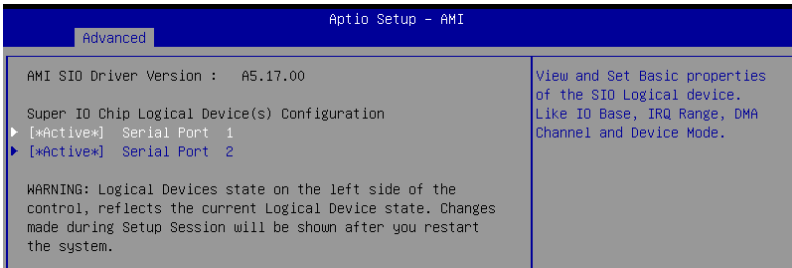 Aptio Setup - AMI
Advanced
AMI SIO Driver Version : A5.17.00
Super IO Chip Logical Device(s) Configuration
[*Active*] Serial Port 1
[*Active*] Serial Port 2
WARNING: Logical Devices state on the left side of the
control, reflects the current Logical Device state. Changes
made during Setup Session will be shown after you restart
the system.
View and Set Basic properties
of the SIO Logical device.
Like IO Base, IRQ Range, DMA
Channel and Device Mode.